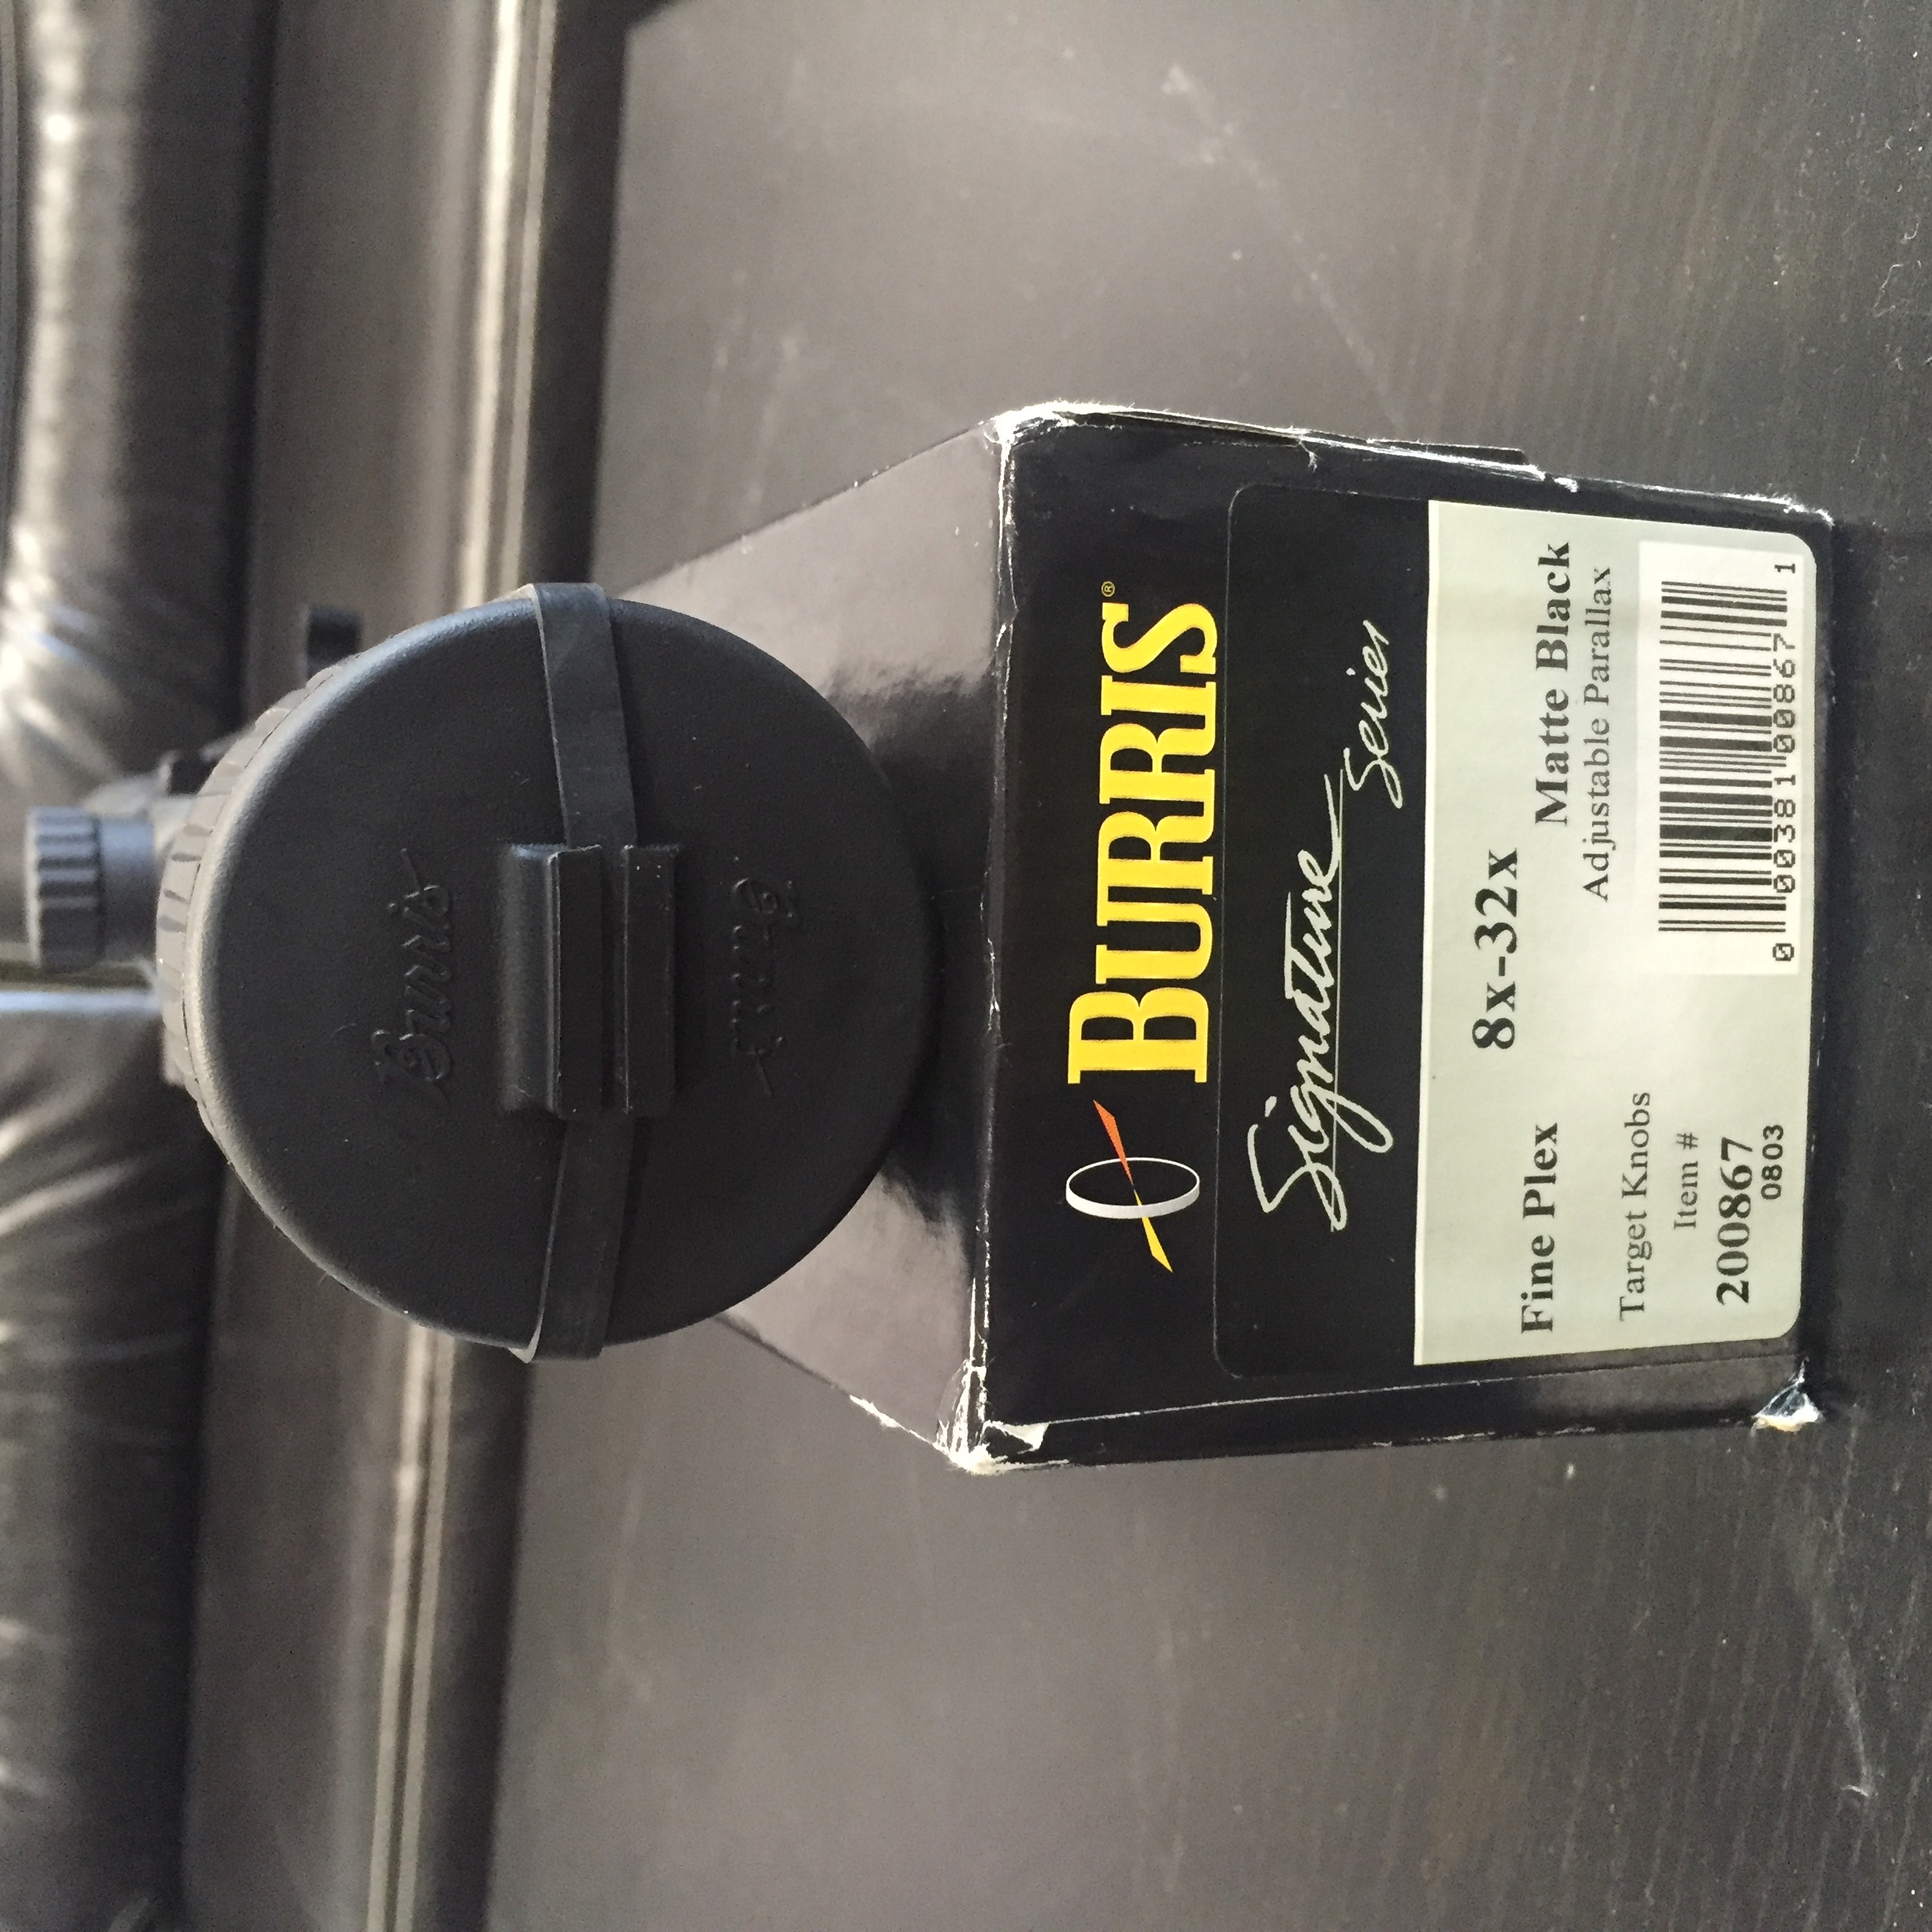 Burris
Burris
BURRIS®
Signature
Series
8x-32x
Fine Plex
Matte Black
Adjustable Parallax
Target Knobs
Item #
200867
0803
0 00381 00867 1